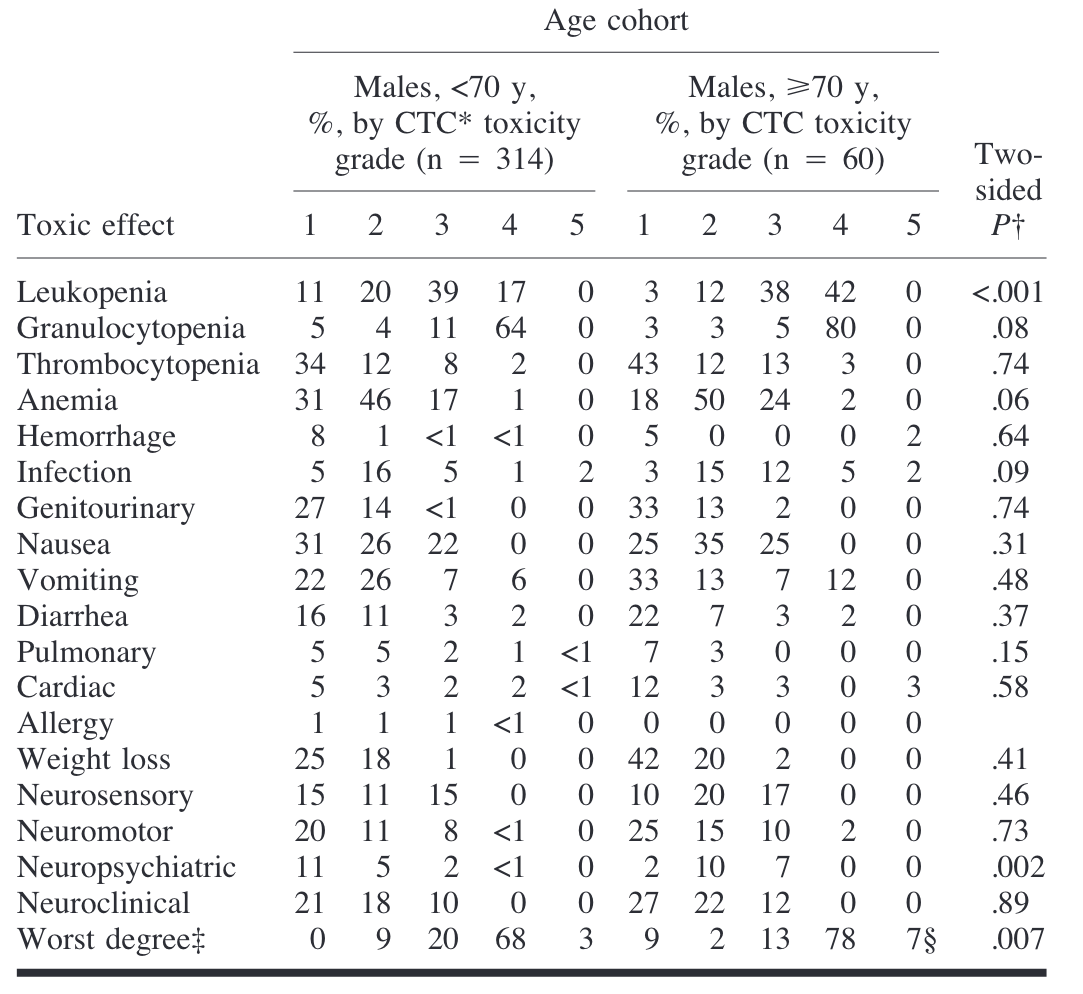 Age cohort
Males, <70 y, Males, ⩾70 y,
%, by CTC* toxicity %, by CTC toxicity
grade (n = 314) grade (n = 60) Two-
sided
Toxic effect 1 2 3 4 5 1 2 3 4 5 P†
Leukopenia 11 20 39 17 0 3 12 38 42 0 <.001
Granulocytopenia 5 4 11 64 0 3 3 5 80 0 .08
Thrombocytopenia 34 12 8 2 0 43 12 13 3 0 .74
Anemia 31 46 17 1 0 18 50 24 2 0 .06
Hemorrhage 8 1 <1 <1 0 5 0 0 0 2 .64
Infection 5 16 5 1 2 3 15 12 5 2 .09
Genitourinary 27 14 <1 0 0 33 13 2 0 0 .74
Nausea 31 26 22 0 0 25 35 25 0 0 .31
Vomiting 22 26 7 6 0 33 13 7 12 0 .48
Diarrhea 16 11 3 2 0 22 7 3 2 0 .37
Pulmonary 5 5 2 1 <1 7 3 0 0 0 .15
Cardiac 5 3 2 2 <1 12 3 3 0 3 .58
Allergy 1 1 1 <1 0 0 0 0 0 0
Weight loss 25 18 1 0 0 42 20 2 0 0 .41
Neurosensory 15 11 15 0 0 10 20 17 0 0 .46
Neuromotor 20 11 8 <1 0 25 15 10 2 0 .73
Neuropsychiatric 11 5 2 <1 0 2 10 7 0 0 .002
Neuroclinical 21 18 10 0 0 27 22 12 0 0 .89
Worst degree‡ 0 9 20 68 3 9 2 13 78 7§ .007